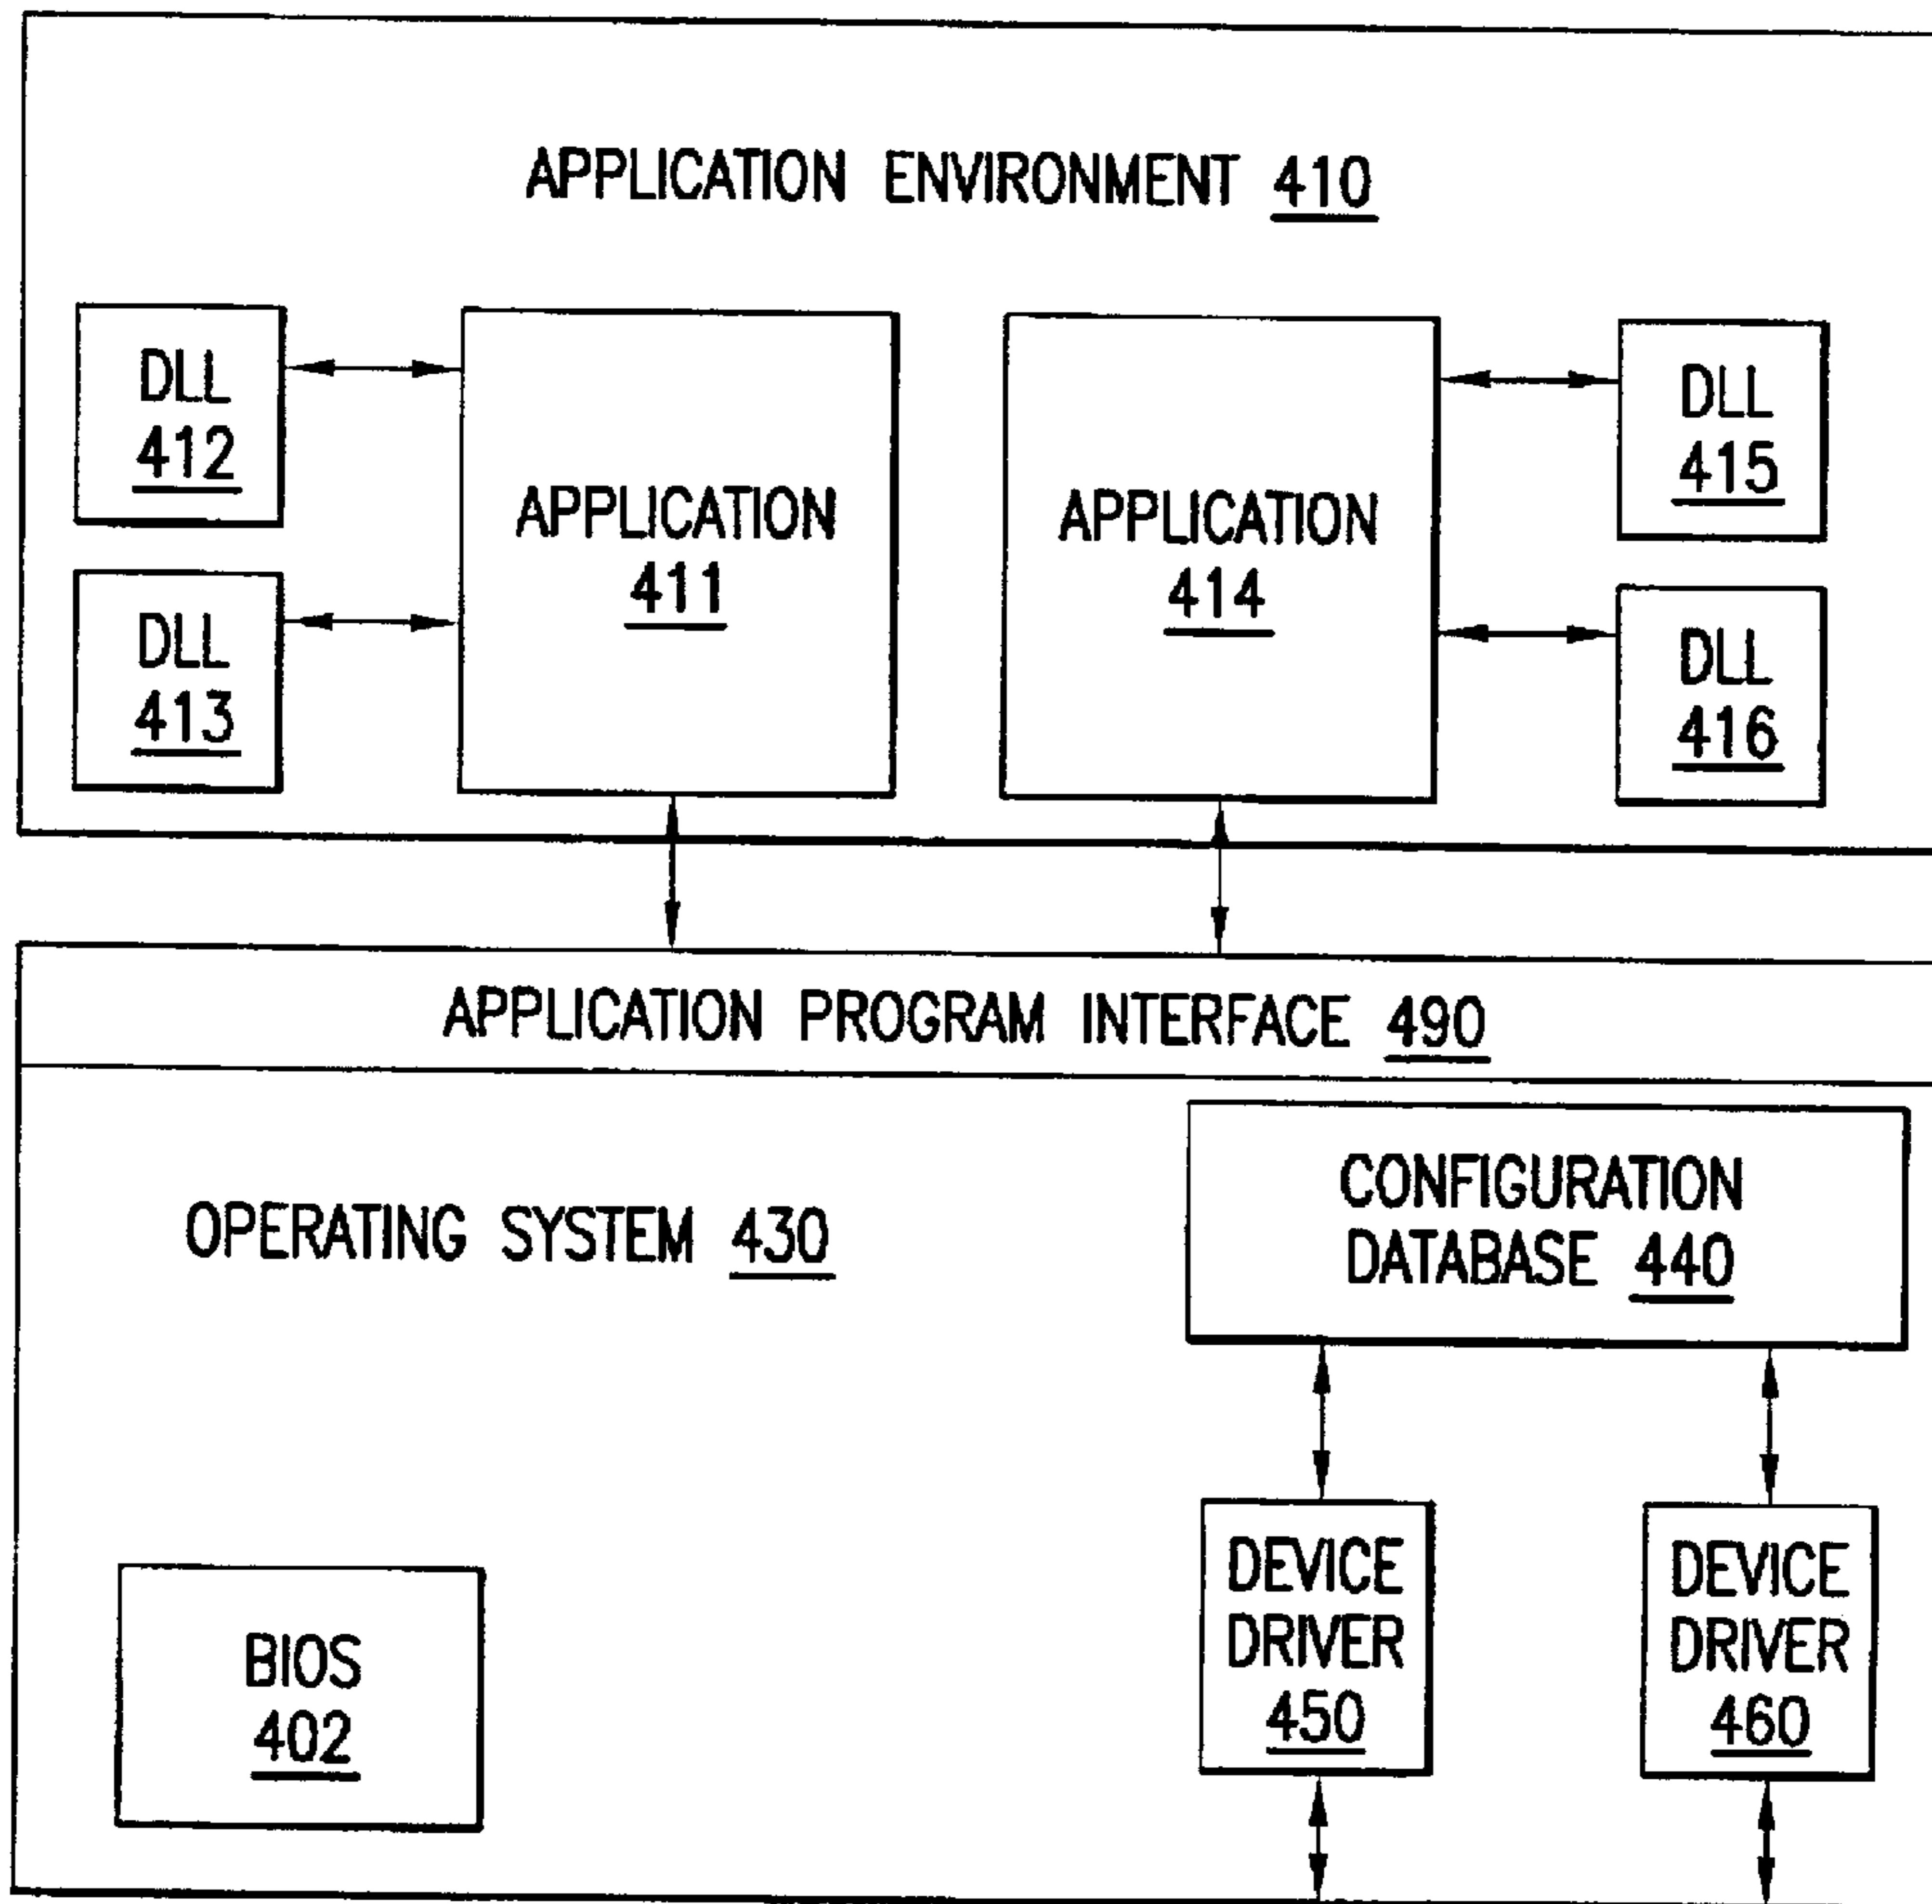 APPLICATION ENVIRONMENT 410
DLL
412
DLL
413
APPLICATION
411
APPLICATION
414
DLL
415
DLL
416
APPLICATION PROGRAM INTERFACE 490
OPERATING SYSTEM 430
CONFIGURATION
DATABASE 440
BIOS
402
DEVICE
DRIVER
450
DEVICE
DRIVER
460